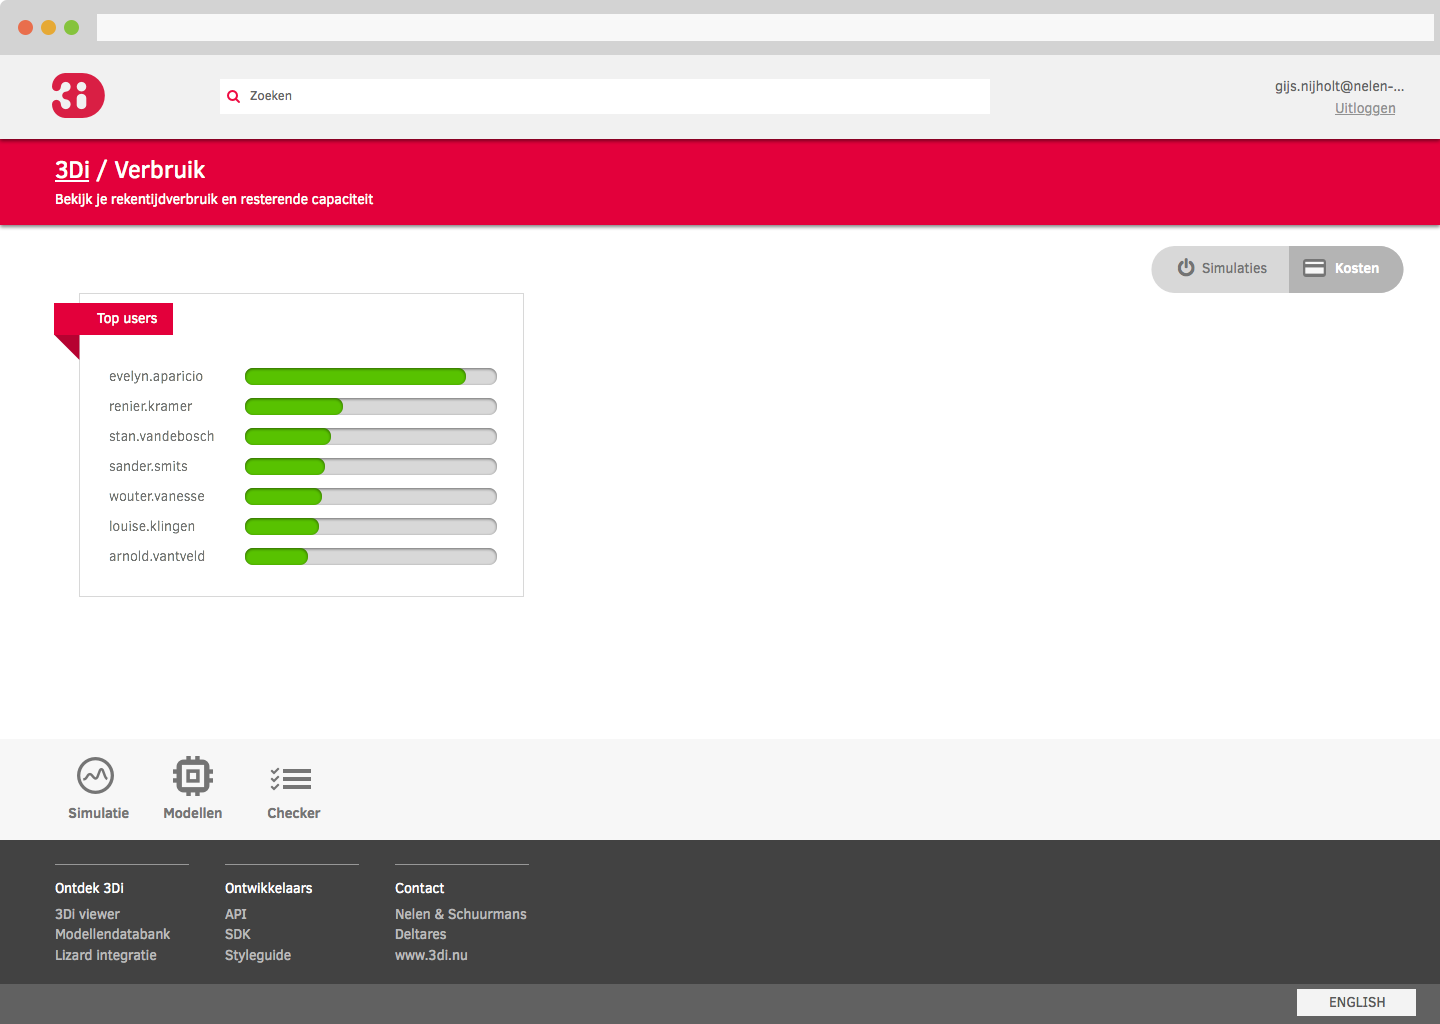 3i
Zoeken
gijs.nijholt@nelen-...
Uitloggen
3Di / Verbruik
Bekijk je rekentijdverbruik en resterende capaciteit
Simulaties
Kosten
Top users
evelyn.aparicio
renier.kramer
stan.vandebosch
sander.smits
wouter.vanesse
louise.klingen
arnold.vantveld
Simulatie
Modellen
Checker
Ontdek 3Di
3Di viewer
Modellendatabank
Lizard integratie
Ontwikkelaars
API
SDK
Styleguide
Contact
Nelen & Schuurmans
Deltares
www.3di.nu
ENGLISH